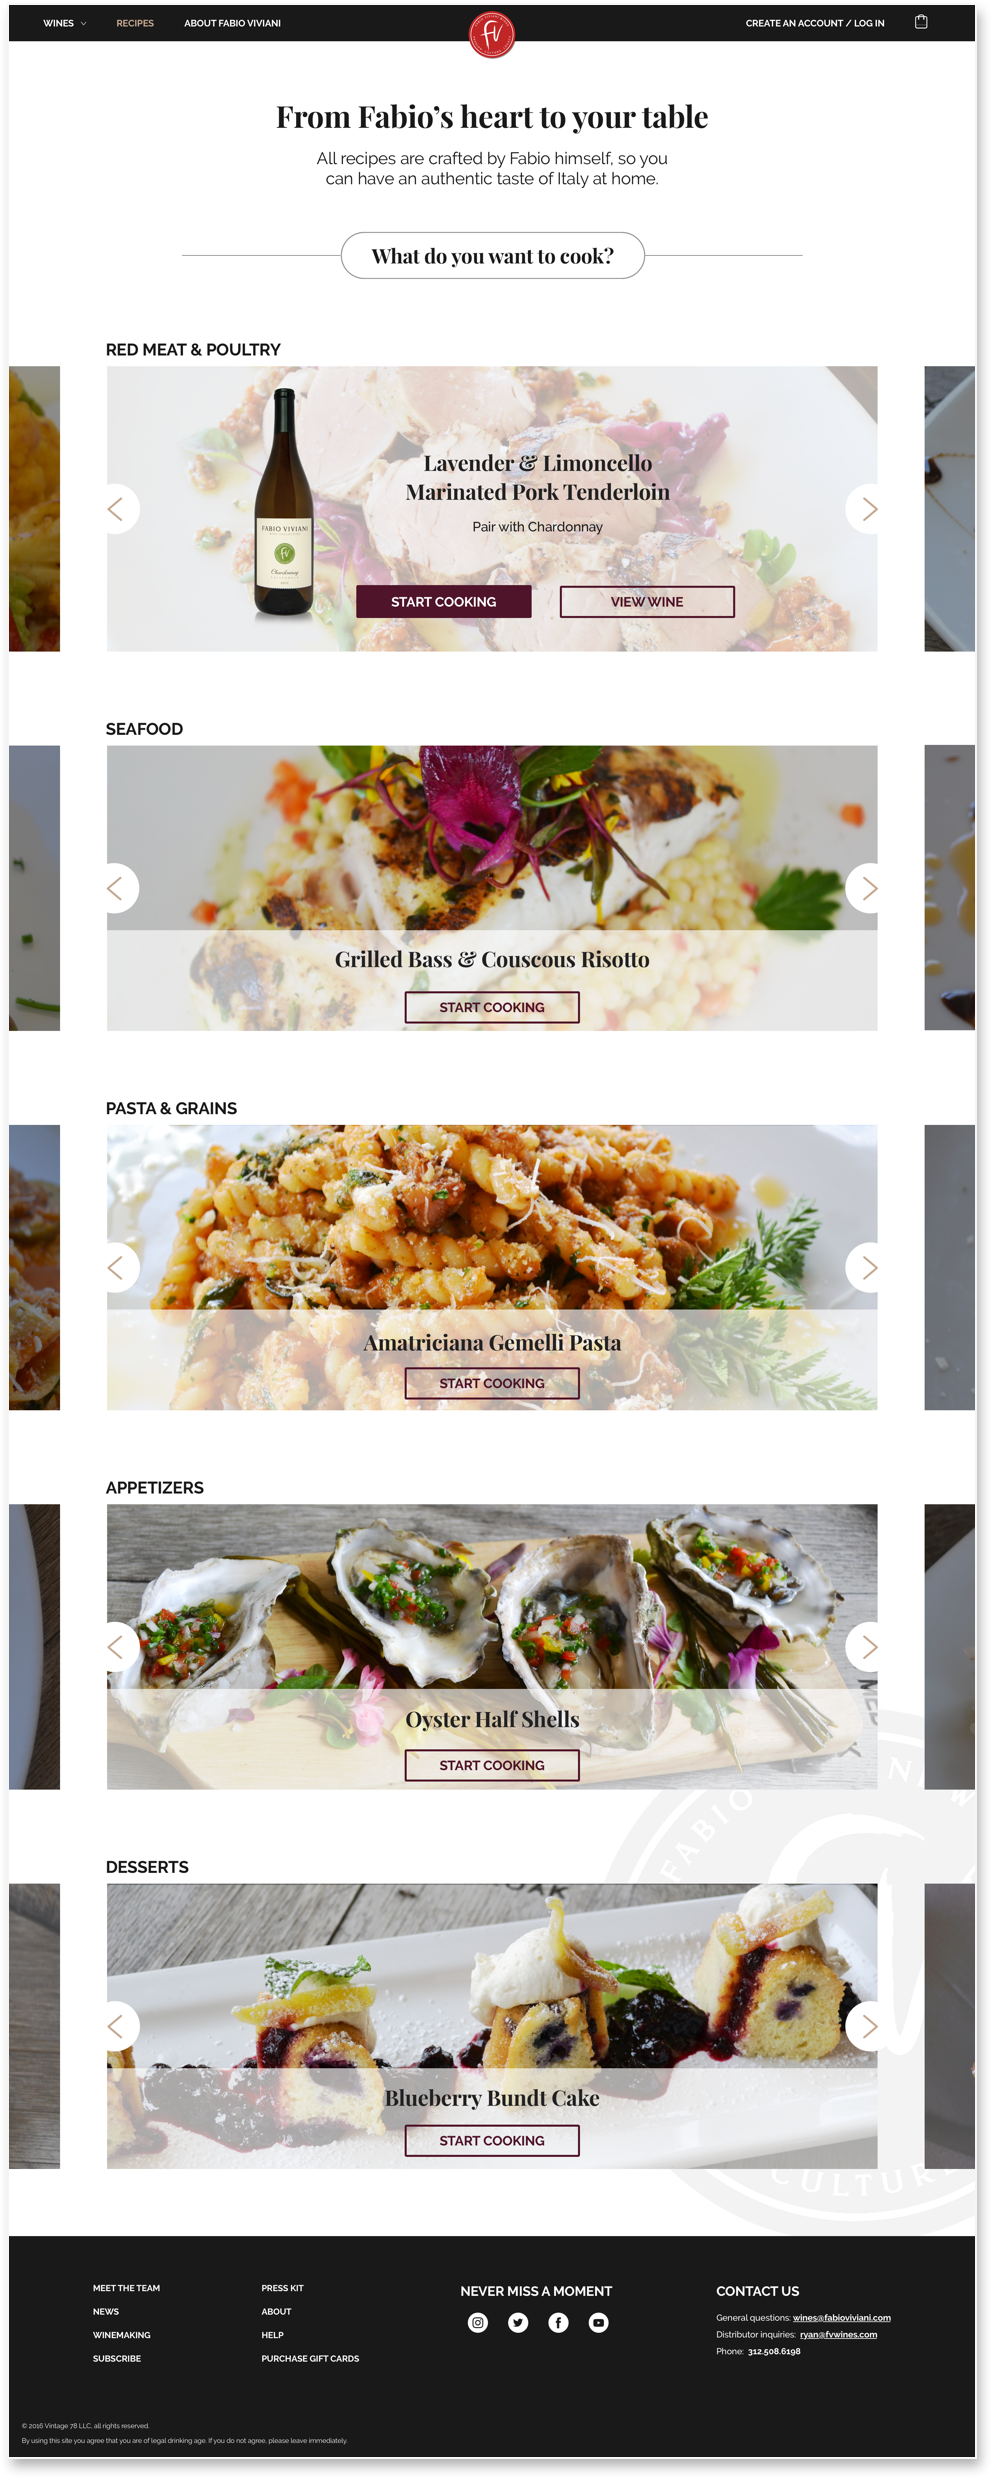 WINES
RECIPES
ABOUT FABIO VIVIANI
CREATE AN ACCOUNT / LOG IN
From Fabio's heart to your table
All recipes are crafted by Fabio himself, so you
can have an authentic taste of Italy at home.
What do you want to cook?
RED MEAT & POULTRY
FABIO VIVIANI
Chardonnay
Lavender & Limoncello
Marinated Pork Tenderloin
Pair with Chardonnay
START COOKING
VIEW WINE
SEAFOOD
Grilled Bass & Couscous Risotto
START COOKING
PASTA & GRAINS
Amatriciana Gemelli Pasta
START COOKING
APPETIZERS
Oyster Half Shells
START COOKING
FABIO
NEW
DESSERTS
Blueberry Bundt Cake
START COOKING
CULTURE
MEET THE TEAM
NEWS
WINEMAKING
SUBSCRIBE
PRESS KIT
ABOUT
HELP
PURCHASE GIFT CARDS
NEVER MISS A MOMENT
CONTACT US
General questions: wines@fabioviviani.com
Distributor inquiries: ryan@fvwines.com
Phone: 312.508.6198
© 2016 Vintage 78 LLC, all rights reserved.
By using this site you agree that you are of legal drinking age. If you do not agree, please leave immediately.